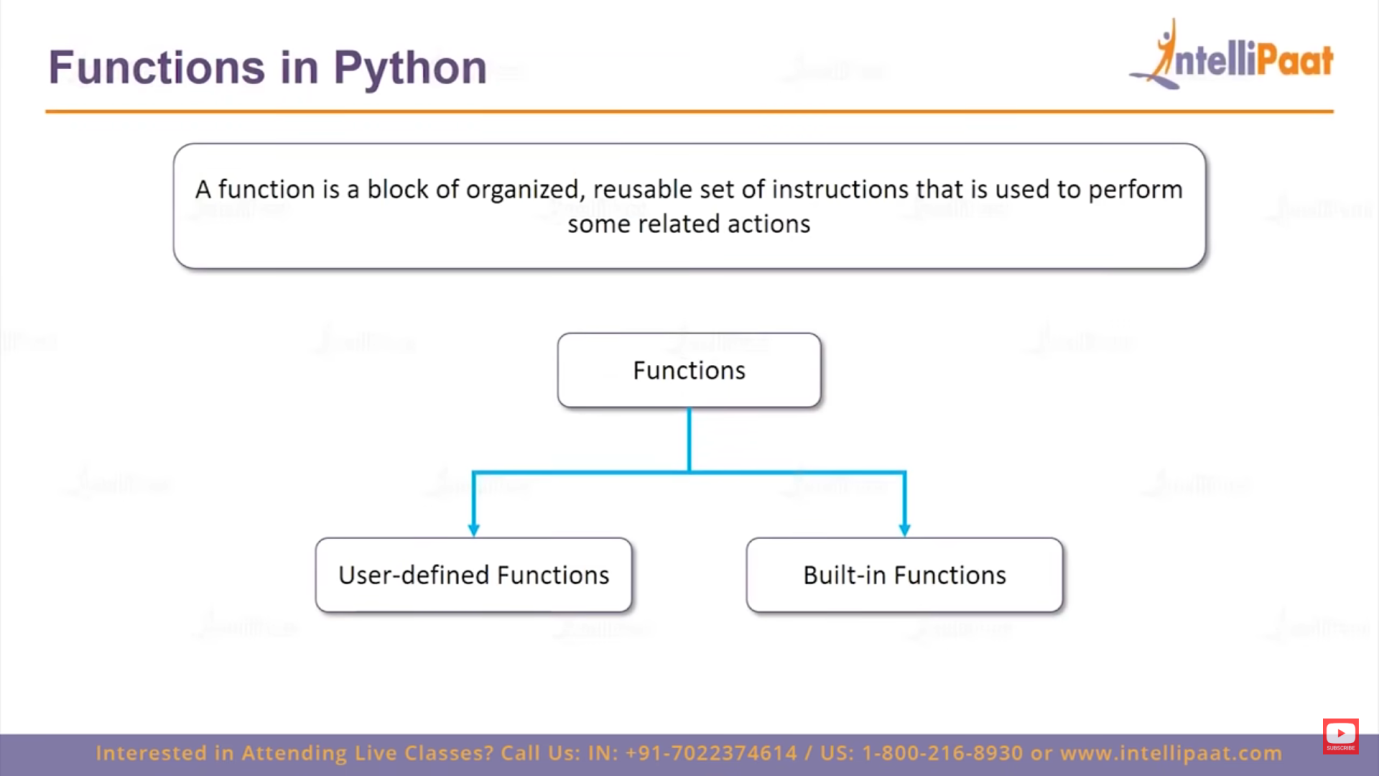 Functions in Python
IntelliPaat
A function is a block of organized, reusable set of instructions that is used to perform
some related actions
Functions
User-defined Functions
Built-in Functions
Interested in Attending Live Classes? Call Us: IN: +91-7022374614 / US: 1-800-216-8930 or www.intellipaat.com
SUBSCRIBE